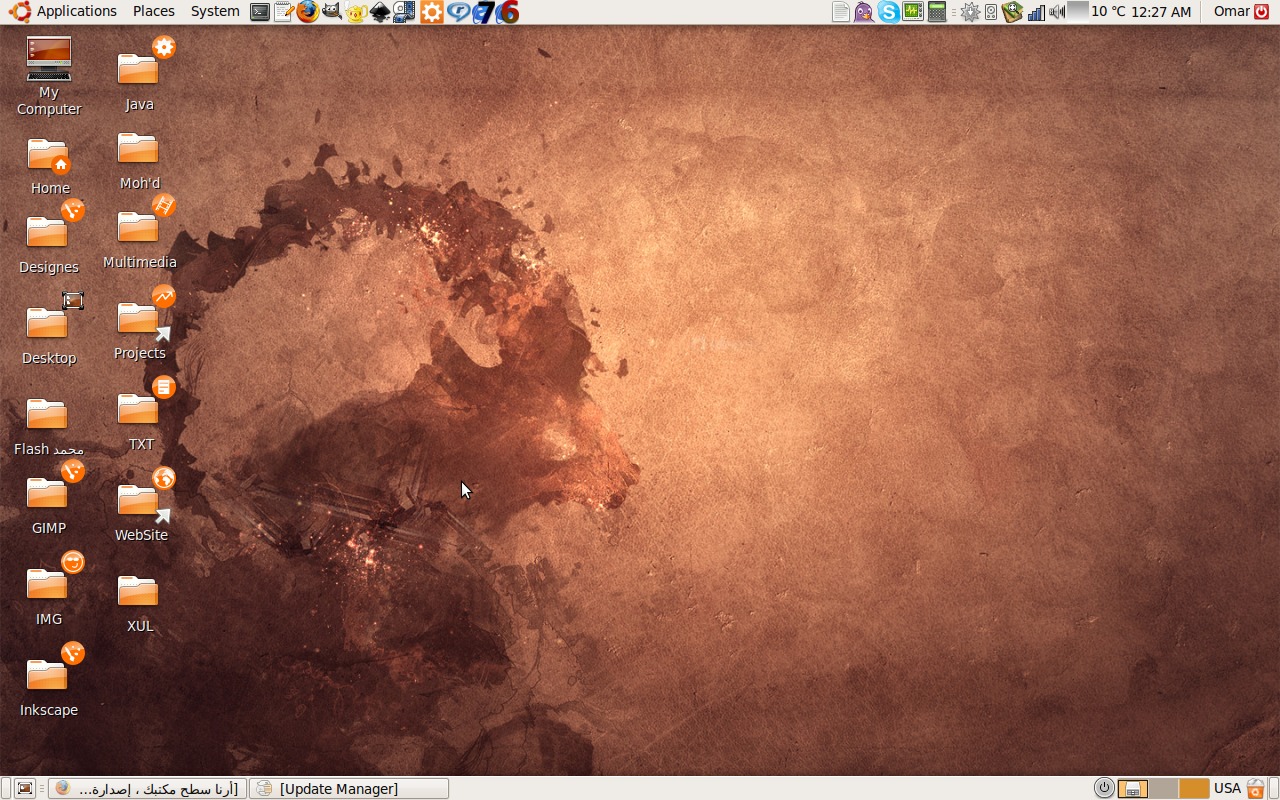 Applications Places System 76 10 °C 12:27 AM Omar
My Computer
Java
Home
Moh'd
Designes
Multimedia
Desktop
Projects
Flash محمد
TXT
GIMP
WebSite
IMG
XUL
Inkscape
[أرنا سطح مكتبك ، إصدارة...
[Update Manager]
USA